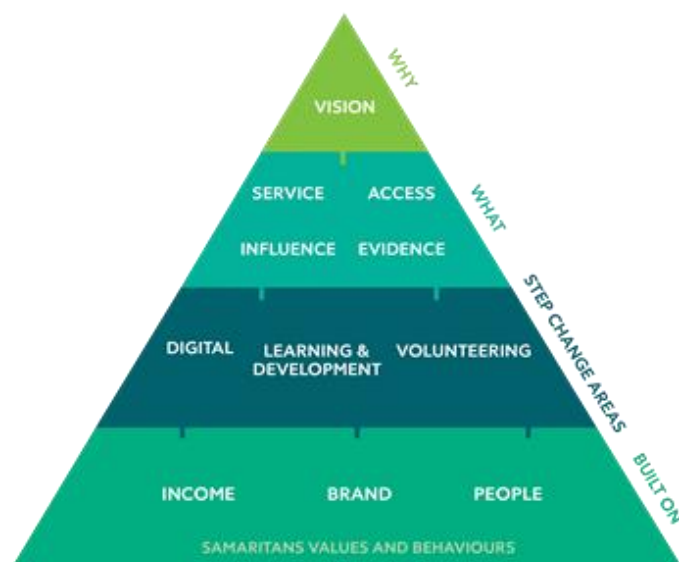 WHY
VISION
SERVICE ACCESS
WHAT
INFLUENCE EVIDENCE
STEP CHANGE AREAS
DIGITAL LEARNING & VOLUNTEERING
DEVELOPMENT
BUILT ON
INCOME BRAND PEOPLE
SAMARITANS VALUES AND BEHAVIOURS